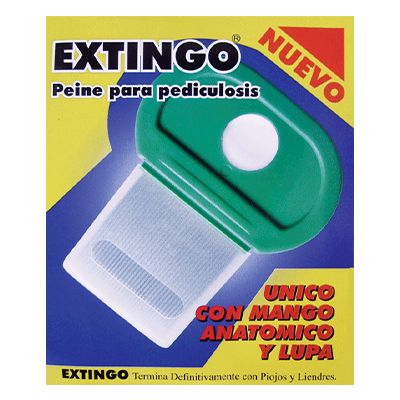 EXTINGO®
NUEVO
Peine para pediculosis
UNICO
CON MANGO
ANATOMICO
Y LUPA
EXTINGO Termina Definitivamente con Piojos y Liendres.